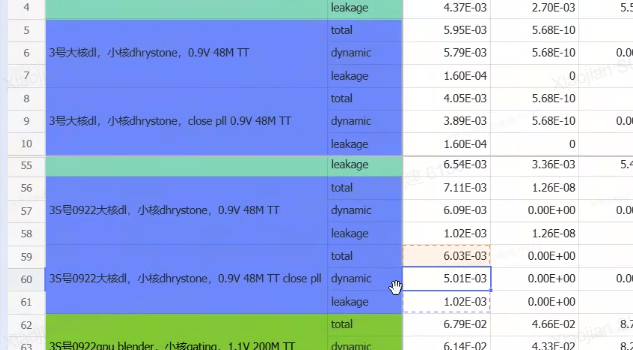 4 leakage 4.37E-03 2.70E-03
5 total 5.95E-03 5.68E-10
6 3号大核dl，小核dhrystone，0.9V 48M TT dynamic 5.79E-03 5.68E-10 0.00
7 leakage 1.60E-04 0
8 total 4.05E-03 5.68E-10
9 3号大核dl，小核dhrystone，close pll 0.9V 48M TT dynamic 3.89E-03 5.68E-10 0.00
10 leakage 1.60E-04 0
55 leakage 6.54E-03 3.36E-03
56 total 7.11E-03 1.26E-08
57 3S号0922大核dl，小核dhrystone，0.9V 48M TT dynamic 6.09E-03 0.00E+00 0.00
58 leakage 1.02E-03 1.26E-08
59 total 6.03E-03 0.00E+00
60 3S号0922大核dl，小核dhrystone，0.9V 48M TT close pll dynamic 5.01E-03 0.00E+00 0.00
61 leakage 1.02E-03 0.00E+00
62 total 6.79E-02 4.66E-02
63 3S号0922gpu blender，小核gating，1.1V 200M TT dynamic 6.14E-02 4.33E-02